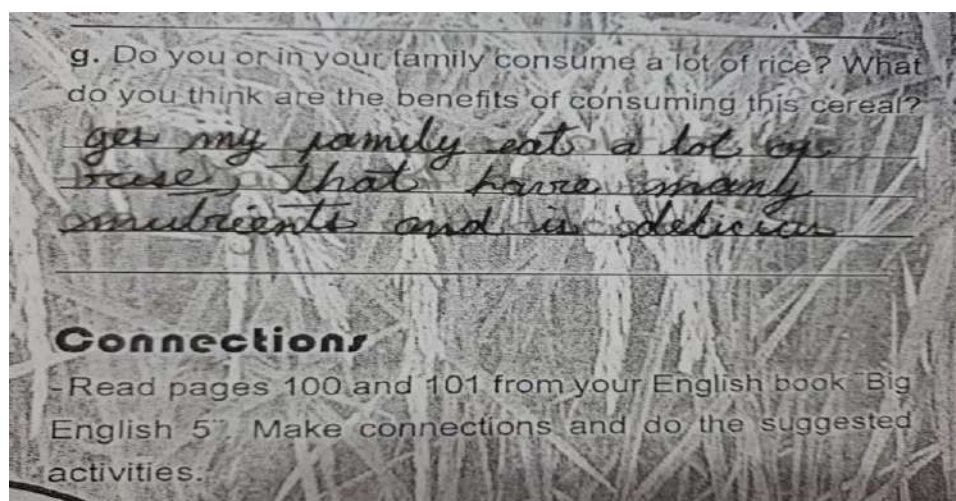 g. Do you or in your family consume a lot of rice? What
do you think are the benefits of consuming this cereal?
yes my family eat a lot of
that have many
nutrients and is delicius
Connections
-Read pages 100 and 101 from your English book "Big
English 5". Make connections and do the suggested
activities.